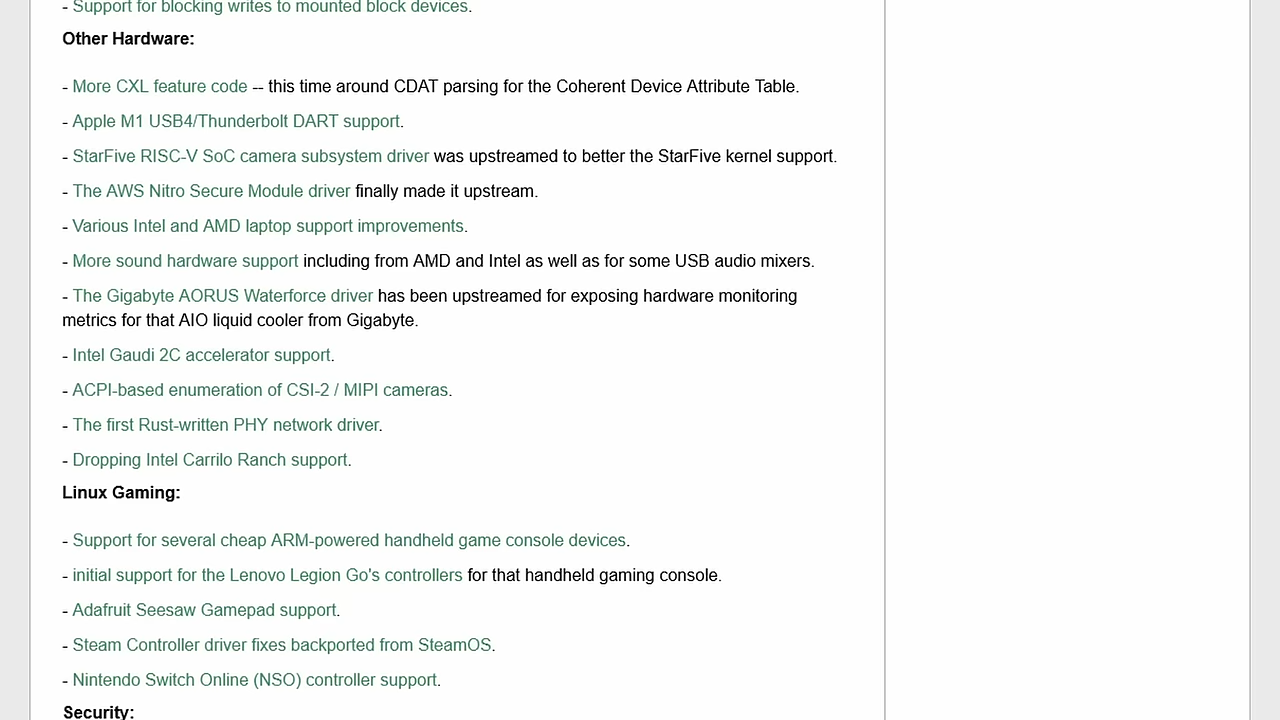 - Support for blocking writes to mounted block devices.
Other Hardware:
- More CXL feature code -- this time around CDAT parsing for the Coherent Device Attribute Table.
- Apple M1 USB4/Thunderbolt DART support.
- StarFive RISC-V SoC camera subsystem driver was upstreamed to better the StarFive kernel support.
- The AWS Nitro Secure Module driver finally made it upstream.
- Various Intel and AMD laptop support improvements.
- More sound hardware support including from AMD and Intel as well as for some USB audio mixers.
- The Gigabyte AORUS Waterforce driver has been upstreamed for exposing hardware monitoring
metrics for that AIO liquid cooler from Gigabyte.
- Intel Gaudi 2C accelerator support.
- ACPI-based enumeration of CSI-2 / MIPI cameras.
- The first Rust-written PHY network driver.
- Dropping Intel Carrilo Ranch support.
Linux Gaming:
- Support for several cheap ARM-powered handheld game console devices.
- initial support for the Lenovo Legion Go's controllers for that handheld gaming console.
- Adafruit Seesaw Gamepad support.
- Steam Controller driver fixes backported from SteamOS.
- Nintendo Switch Online (NSO) controller support.
Security: